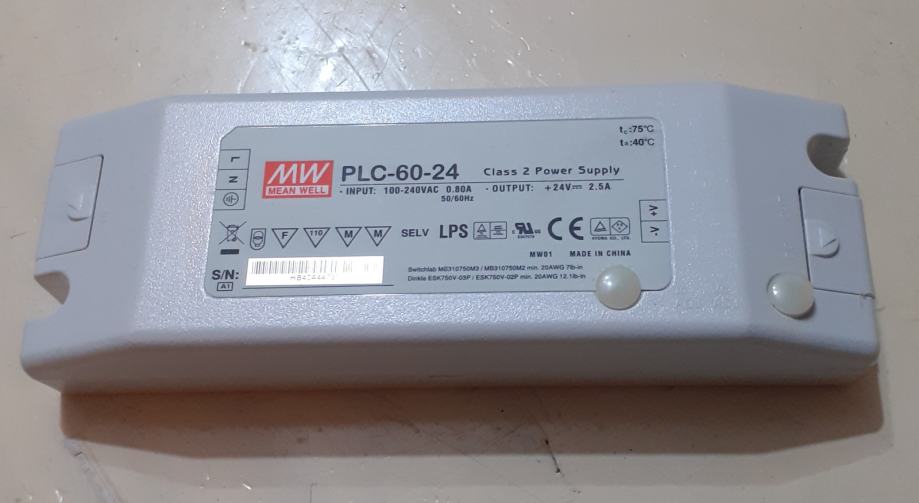 tc:75°C
ta:40°C
L
N
MW
MEAN WELL
PLC-60-24 Class 2 Power Supply
· INPUT: 100-240VAC 0.80A · OUTPUT: +24V⎓ 2.5A
50/60Hz
+V
-V
F 110 M M SELV LPS CE
MW01 MADE IN CHINA
S/N:
A1
Switchlab MB310750M3 / MB310750M2 min. 20AWG 7lb-in
Dinkle ESK750V-03P / ESK750V-02P min. 20AWG 12.1lb-in